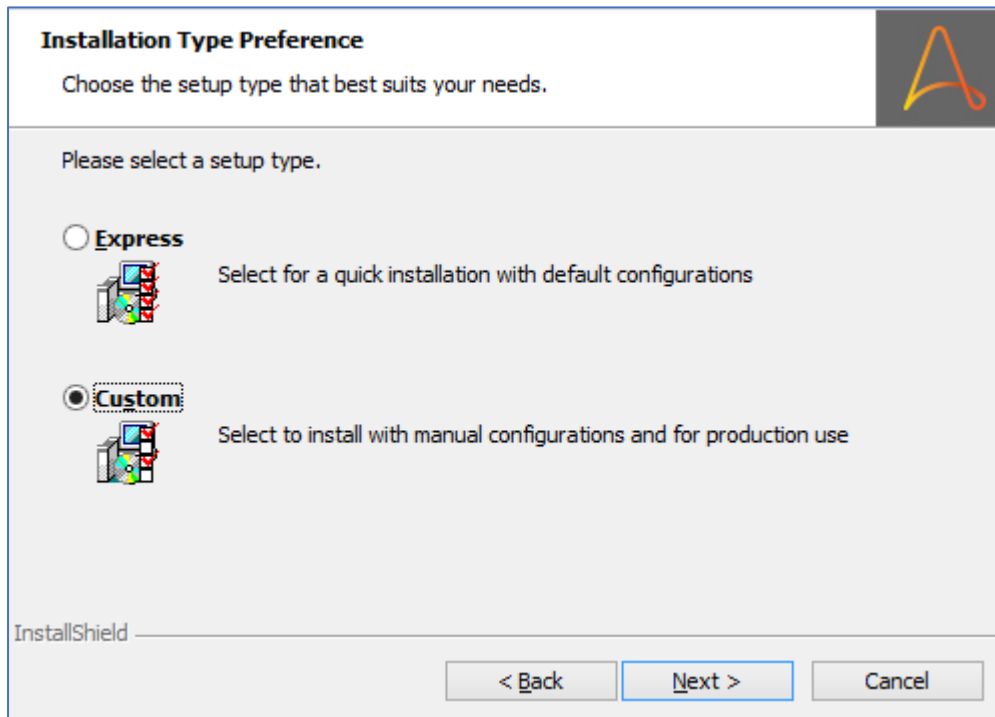 Installation Type Preference
Choose the setup type that best suits your needs.
Please select a setup type.
Express
Select for a quick installation with default configurations
Custom
Select to install with manual configurations and for production use
InstallShield
< Back
Next >
Cancel